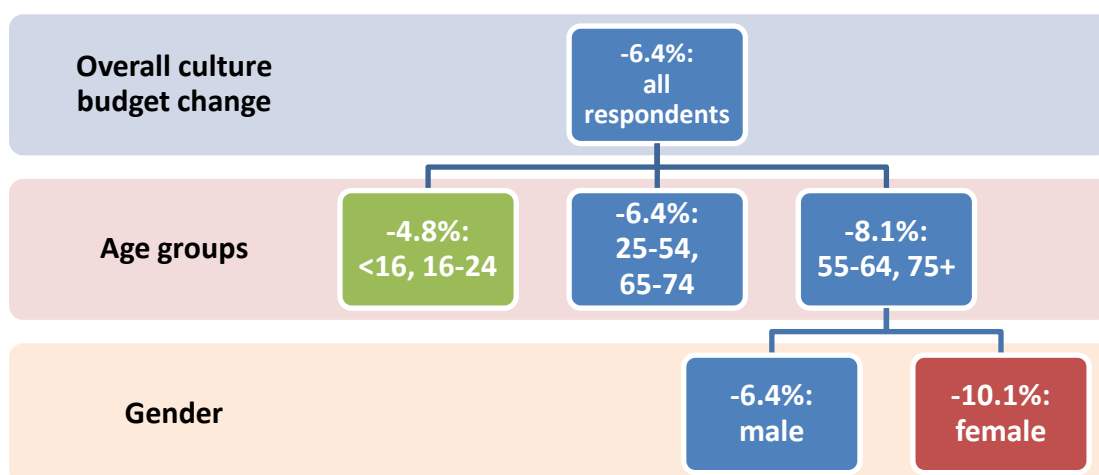 Overall culture
budget change
-6.4%:
all
respondents
Age groups
-4.8%:
<16, 16-24
-6.4%:
25-54,
65-74
-8.1%:
55-64, 75+
Gender
-6.4%:
male
-10.1%:
female